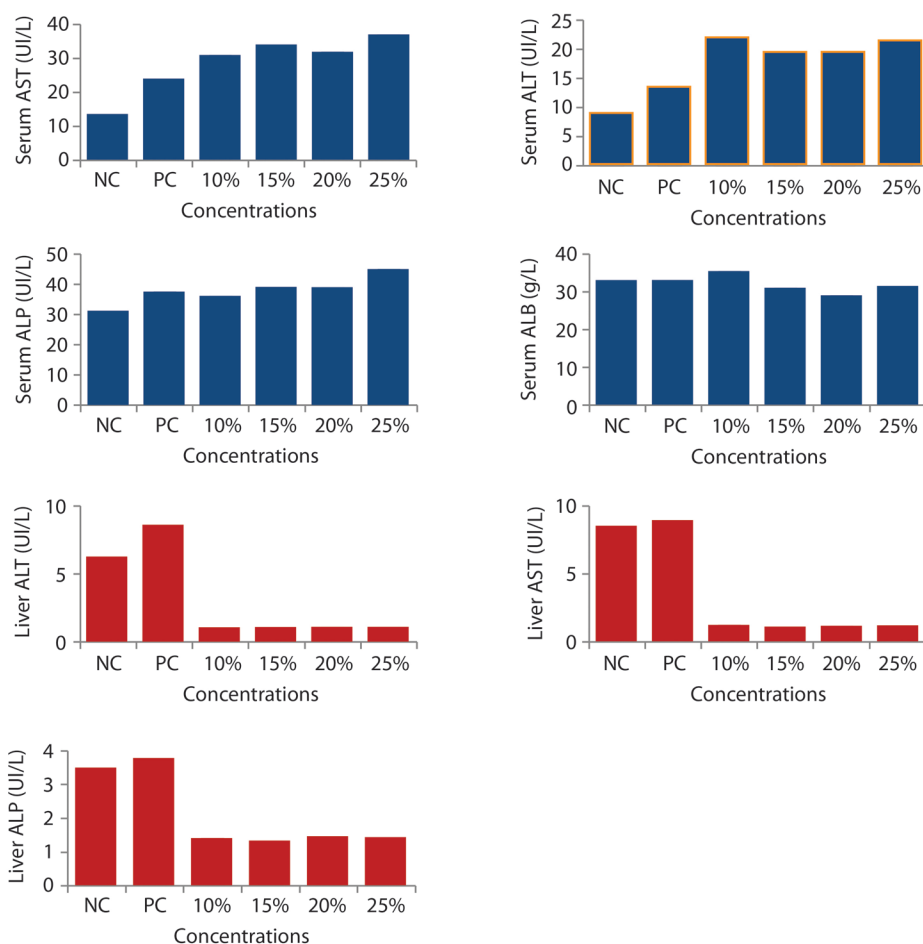 Serum AST (UI/L)
40
30
20
10
0
NC PC 10% 15% 20% 25%
Concentrations
Serum ALT (UI/L)
25
20
15
10
5
0
NC PC 10% 15% 20% 25%
Concentrations
Serum ALP (UI/L)
50
40
30
20
10
0
NC PC 10% 15% 20% 25%
Concentrations
Serum ALB (g/L)
40
30
20
10
0
NC PC 10% 15% 20% 25%
Concentrations
Liver ALT (UI/L)
10
5
0
NC PC 10% 15% 20% 25%
Concentrations
Liver AST (UI/L)
10
5
0
NC PC 10% 15% 20% 25%
Concentrations
Liver ALP (UI/L)
4
3
2
1
0
NC PC 10% 15% 20% 25%
Concentrations